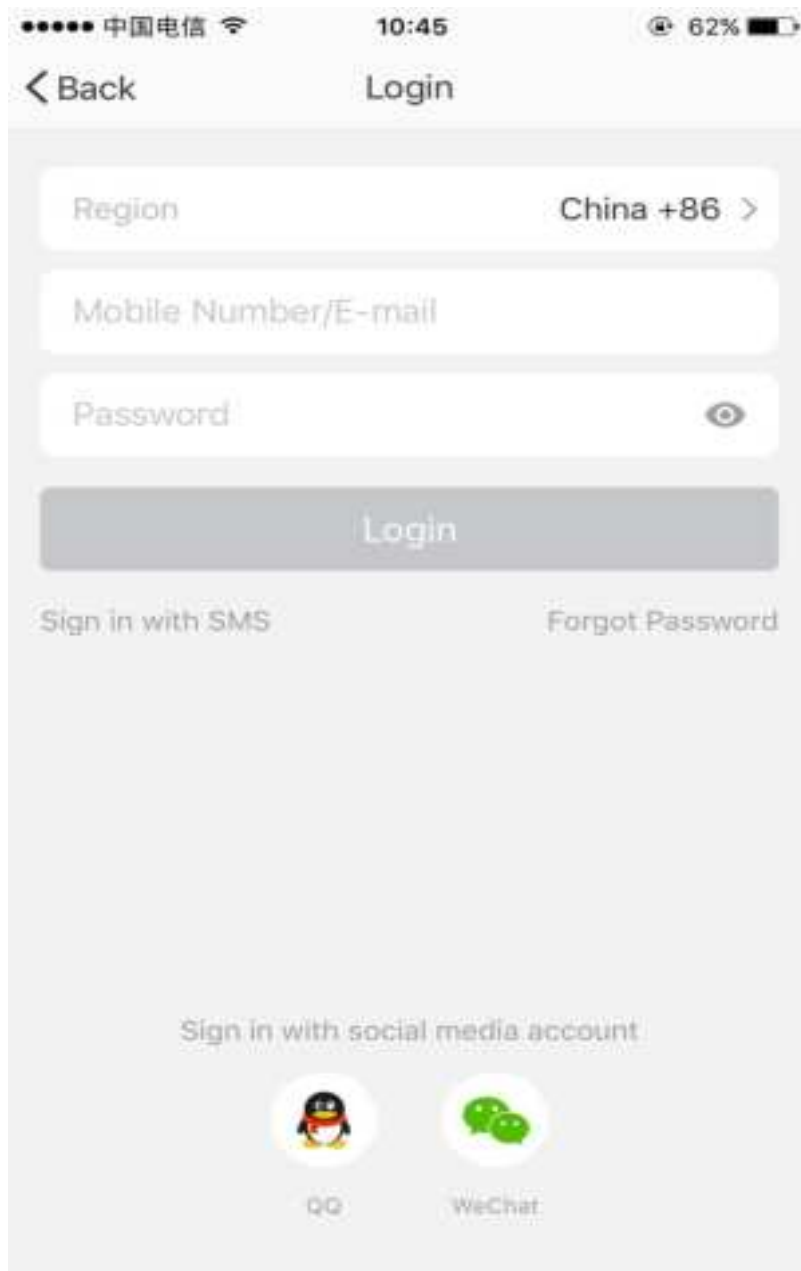 中国电信 10:45 62%
Back Login
Region China +86
Mobile Number/E-mail
Password
Login
Sign in with SMS Forgot Password
Sign in with social media account
QQ WeChat